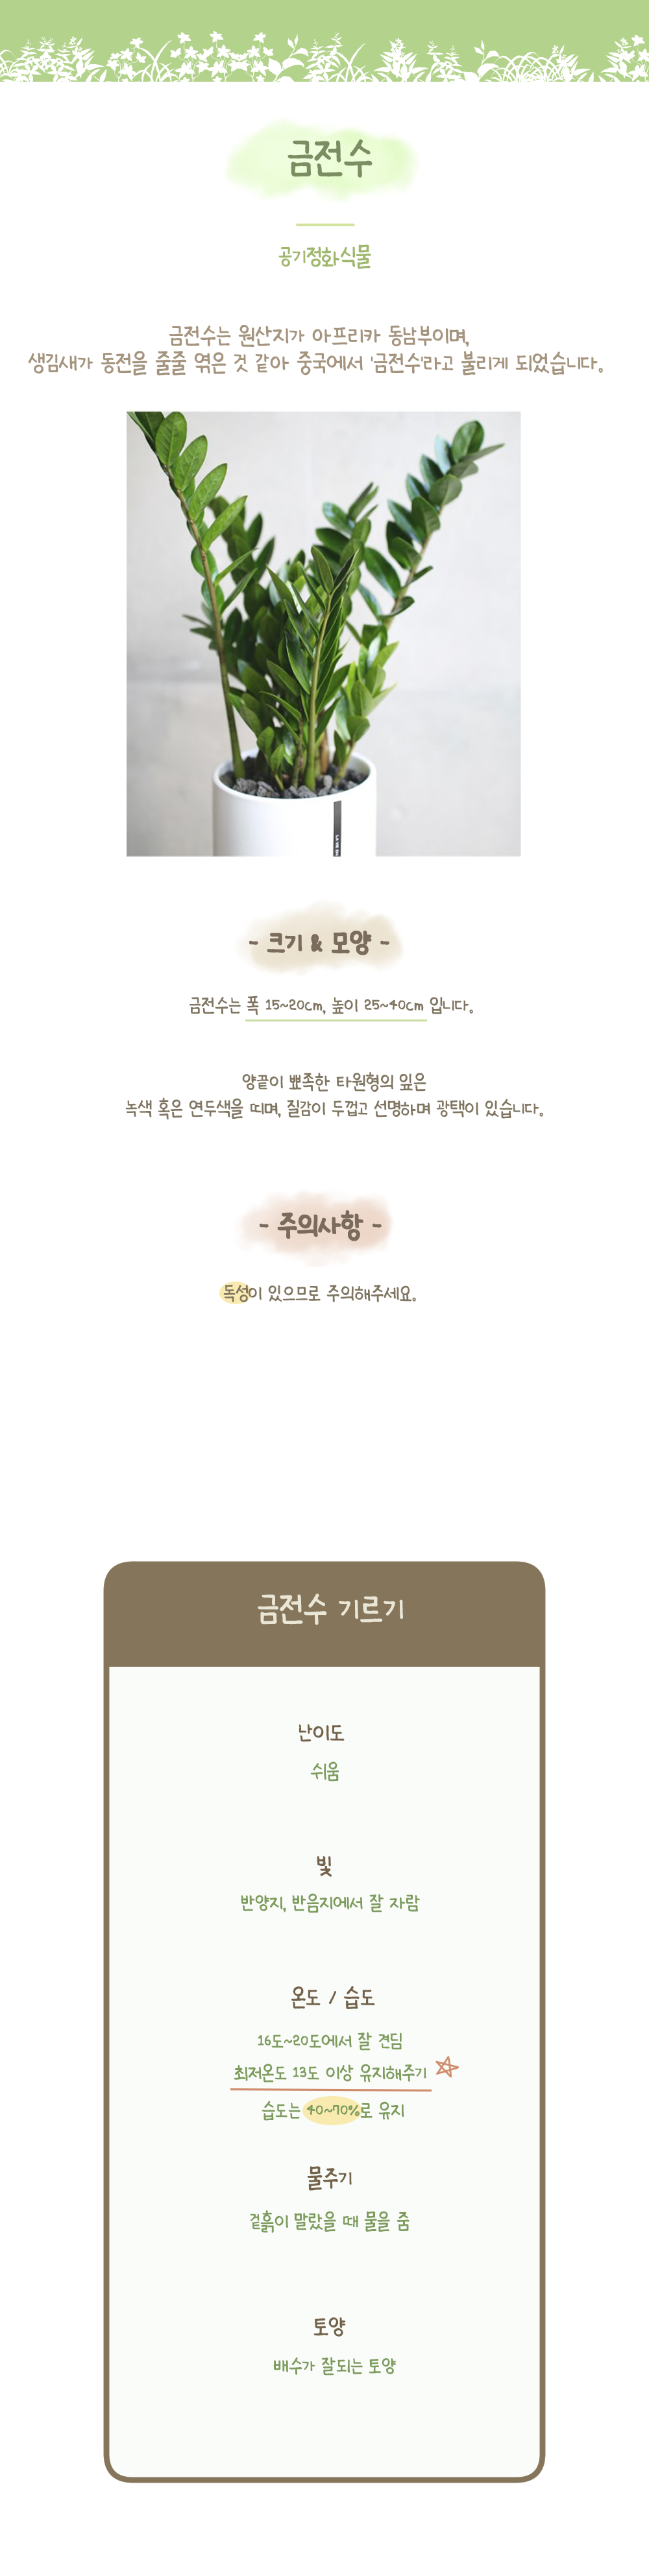 금전수
공기정화식물
금전수는 원산지가 아프리카 동남부이며,
생김새가 동전을 줄줄 엮은 것 같아 중국에서 '금전수'라고 불리게 되었습니다.
- 크기 & 모양 -
금전수는 폭 15~20cm, 높이 25~40cm 입니다.
양끝이 뾰족한 타원형의 잎은
녹색 혹은 연두색을 띠며, 질감이 두껍고 선명하며 광택이 있습니다.
- 주의사항 -
독성이 있으므로 주의해주세요.
금전수 기르기
난이도
쉬움
빛
반양지, 반음지에서 잘 자람
온도 / 습도
16도~20도에서 잘 견딤
최저온도 13도 이상 유지해주기
습도는 40~70%로 유지
물주기
겉흙이 말랐을 때 물을 줌
토양
배수가 잘되는 토양